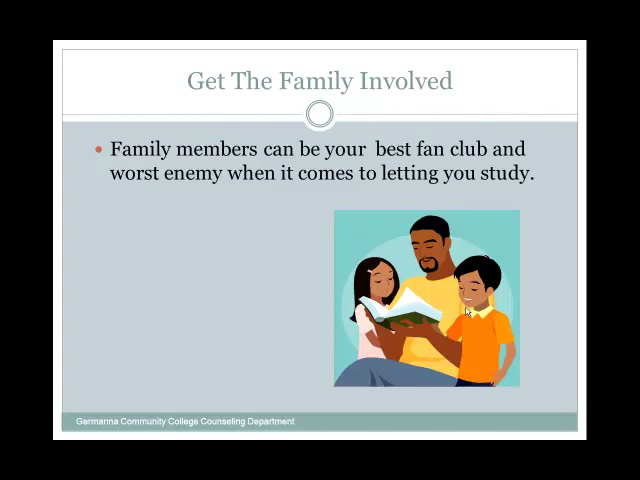 Get The Family Involved
• Family members can be your best fan club and
worst enemy when it comes to letting you study.
Germanna Community College Counseling Department